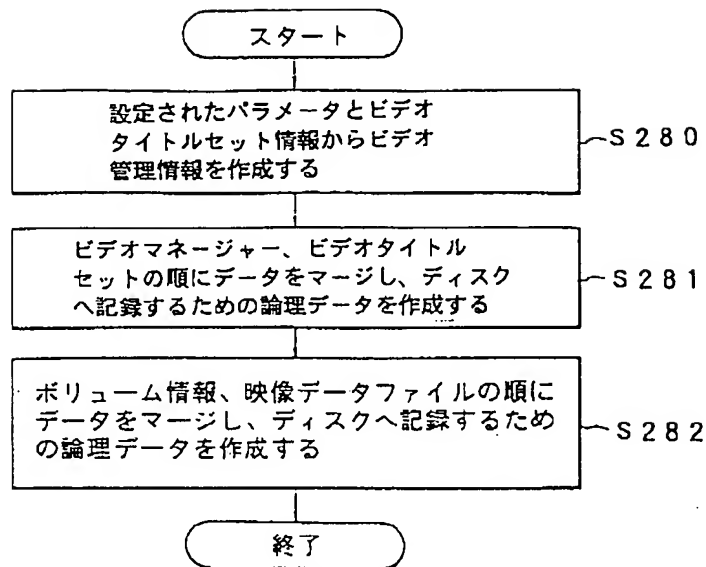 スタート
設定されたパラメータとビデオ
タイトルセット情報からビデオ
管理情報を作成する
S280
ビデオマネージャー、ビデオタイトル
セットの順にデータをマージし、ディスク
へ記録するための論理データを作成する
S281
ボリューム情報、映像データファイルの順に
データをマージし、ディスクへ記録するため
の論理データを作成する
S282
終了